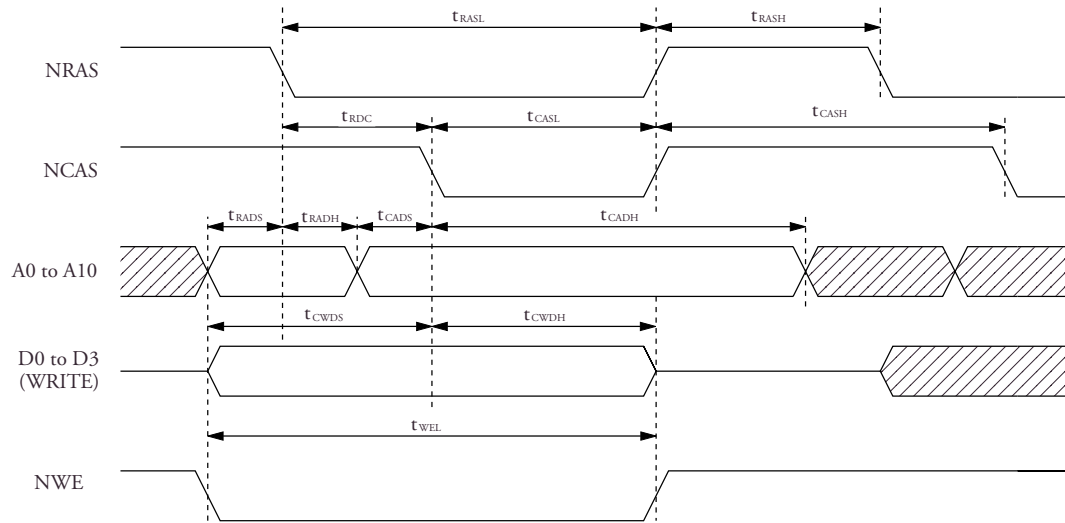 tRASL tRASH
NRAS
tRDC tCASL tCASH
NCAS
tRADS tRADH tCADS tCADH
A0 to A10
tCWDS tCWDH
D0 to D3
(WRITE)
tWEL
NWE